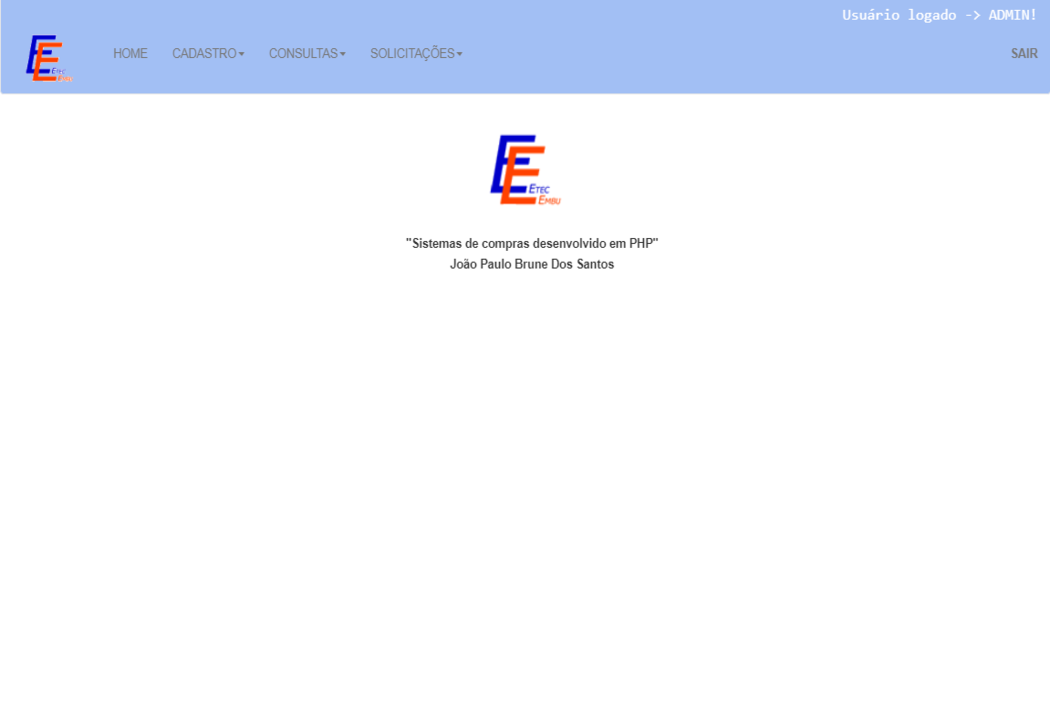 Usuário logado -> ADMIN!
ETEC
EMBU
HOME CADASTRO CONSULTAS SOLICITAÇÕES SAIR
ETEC
EMBU
"Sistemas de compras desenvolvido em PHP"
João Paulo Brune Dos Santos